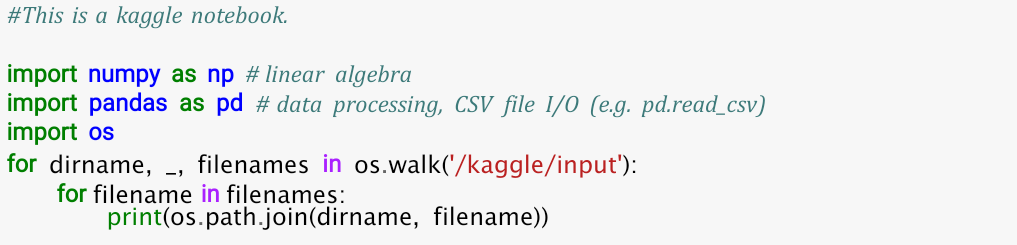 #This is a kaggle notebook.
import numpy as np # linear algebra
import pandas as pd # data processing, CSV file I/O (e.g. pd.read_csv)
import os
for dirname, _, filenames in os.walk('/kaggle/input'):
for filename in filenames:
print(os.path.join(dirname, filename))